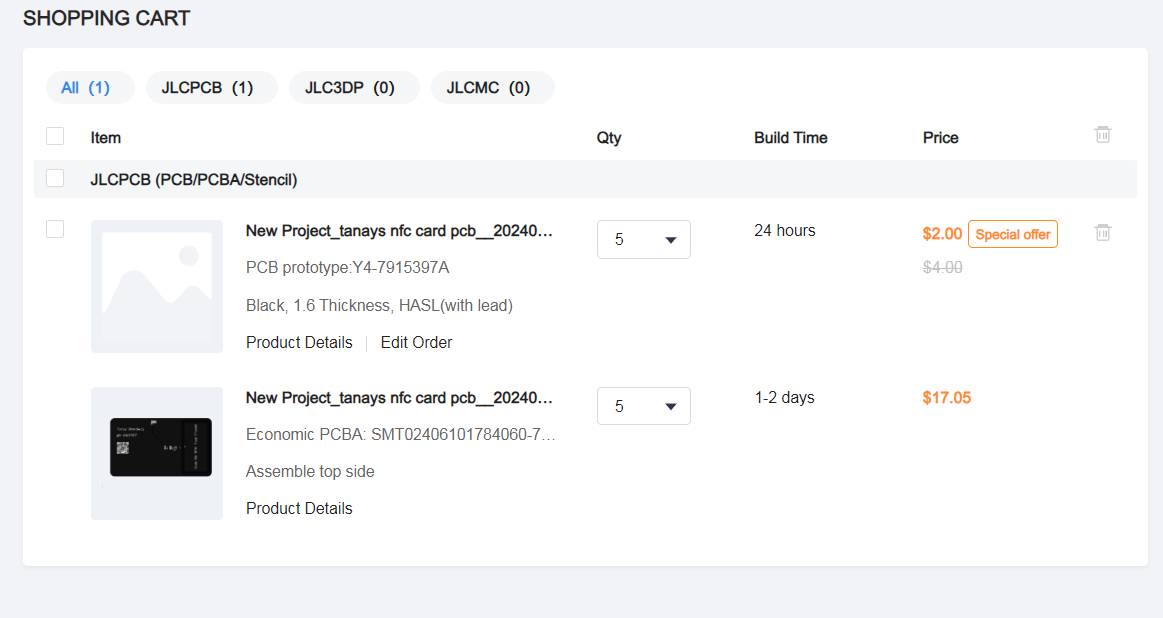 SHOPPING CART
All (1) JLCPCB (1) JLC3DP (0) JLCMC (0)
Item Qty Build Time Price
JLCPCB (PCB/PCBA/Stencil)
New Project_tanays nfc card pcb__20240... 5 24 hours $2.00 Special offer
PCB prototype:Y4-7915397A $4.00
Black, 1.6 Thickness, HASL(with lead)
Product Details Edit Order
New Project_tanays nfc card pcb__20240... 5 1-2 days $17.05
Economic PCBA: SMT02406101784060-7...
Assemble top side
Product Details